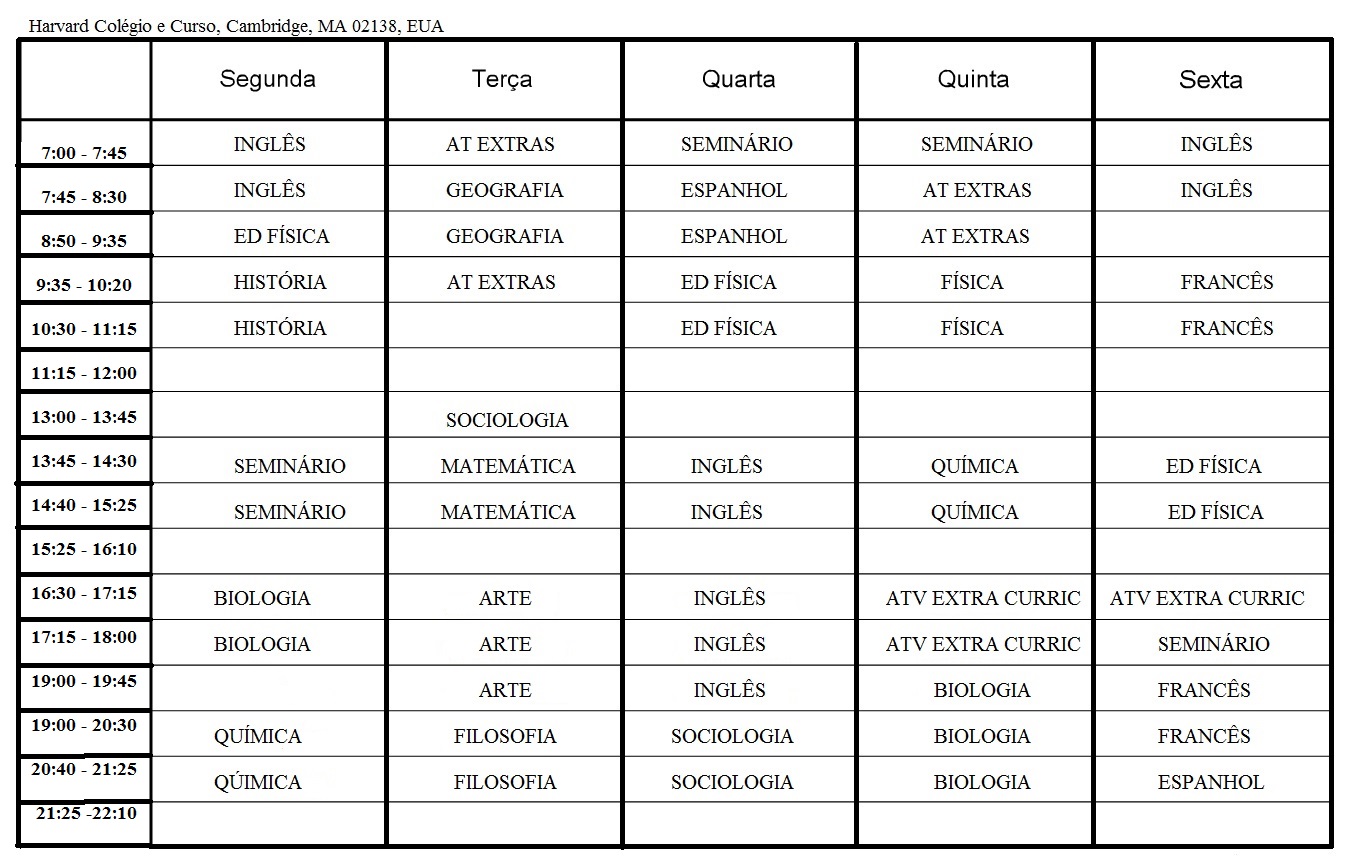 Harvard Colégio e Curso, Cambridge, MA 02138, EUA
Segunda Terça Quarta Quinta Sexta
7:00 - 7:45 INGLÊS AT EXTRAS SEMINÁRIO SEMINÁRIO INGLÊS
7:45 - 8:30 INGLÊS GEOGRAFIA ESPANHOL AT EXTRAS INGLÊS
8:50 - 9:35 ED FÍSICA GEOGRAFIA ESPANHOL AT EXTRAS
9:35 - 10:20 HISTÓRIA AT EXTRAS ED FÍSICA FÍSICA FRANCÊS
10:30 - 11:15 HISTÓRIA ED FÍSICA FÍSICA FRANCÊS
11:15 - 12:00
13:00 - 13:45 SOCIOLOGIA
13:45 - 14:30 SEMINÁRIO MATEMÁTICA INGLÊS QUÍMICA ED FÍSICA
14:40 - 15:25 SEMINÁRIO MATEMÁTICA INGLÊS QUÍMICA ED FÍSICA
15:25 - 16:10
16:30 - 17:15 BIOLOGIA ARTE INGLÊS ATV EXTRA CURRIC ATV EXTRA CURRIC
17:15 - 18:00 BIOLOGIA ARTE INGLÊS ATV EXTRA CURRIC SEMINÁRIO
19:00 - 19:45 ARTE INGLÊS BIOLOGIA FRANCÊS
19:00 - 20:30 QUÍMICA FILOSOFIA SOCIOLOGIA BIOLOGIA FRANCÊS
20:40 - 21:25 QÚIMICA FILOSOFIA SOCIOLOGIA BIOLOGIA ESPANHOL
21:25 -22:10